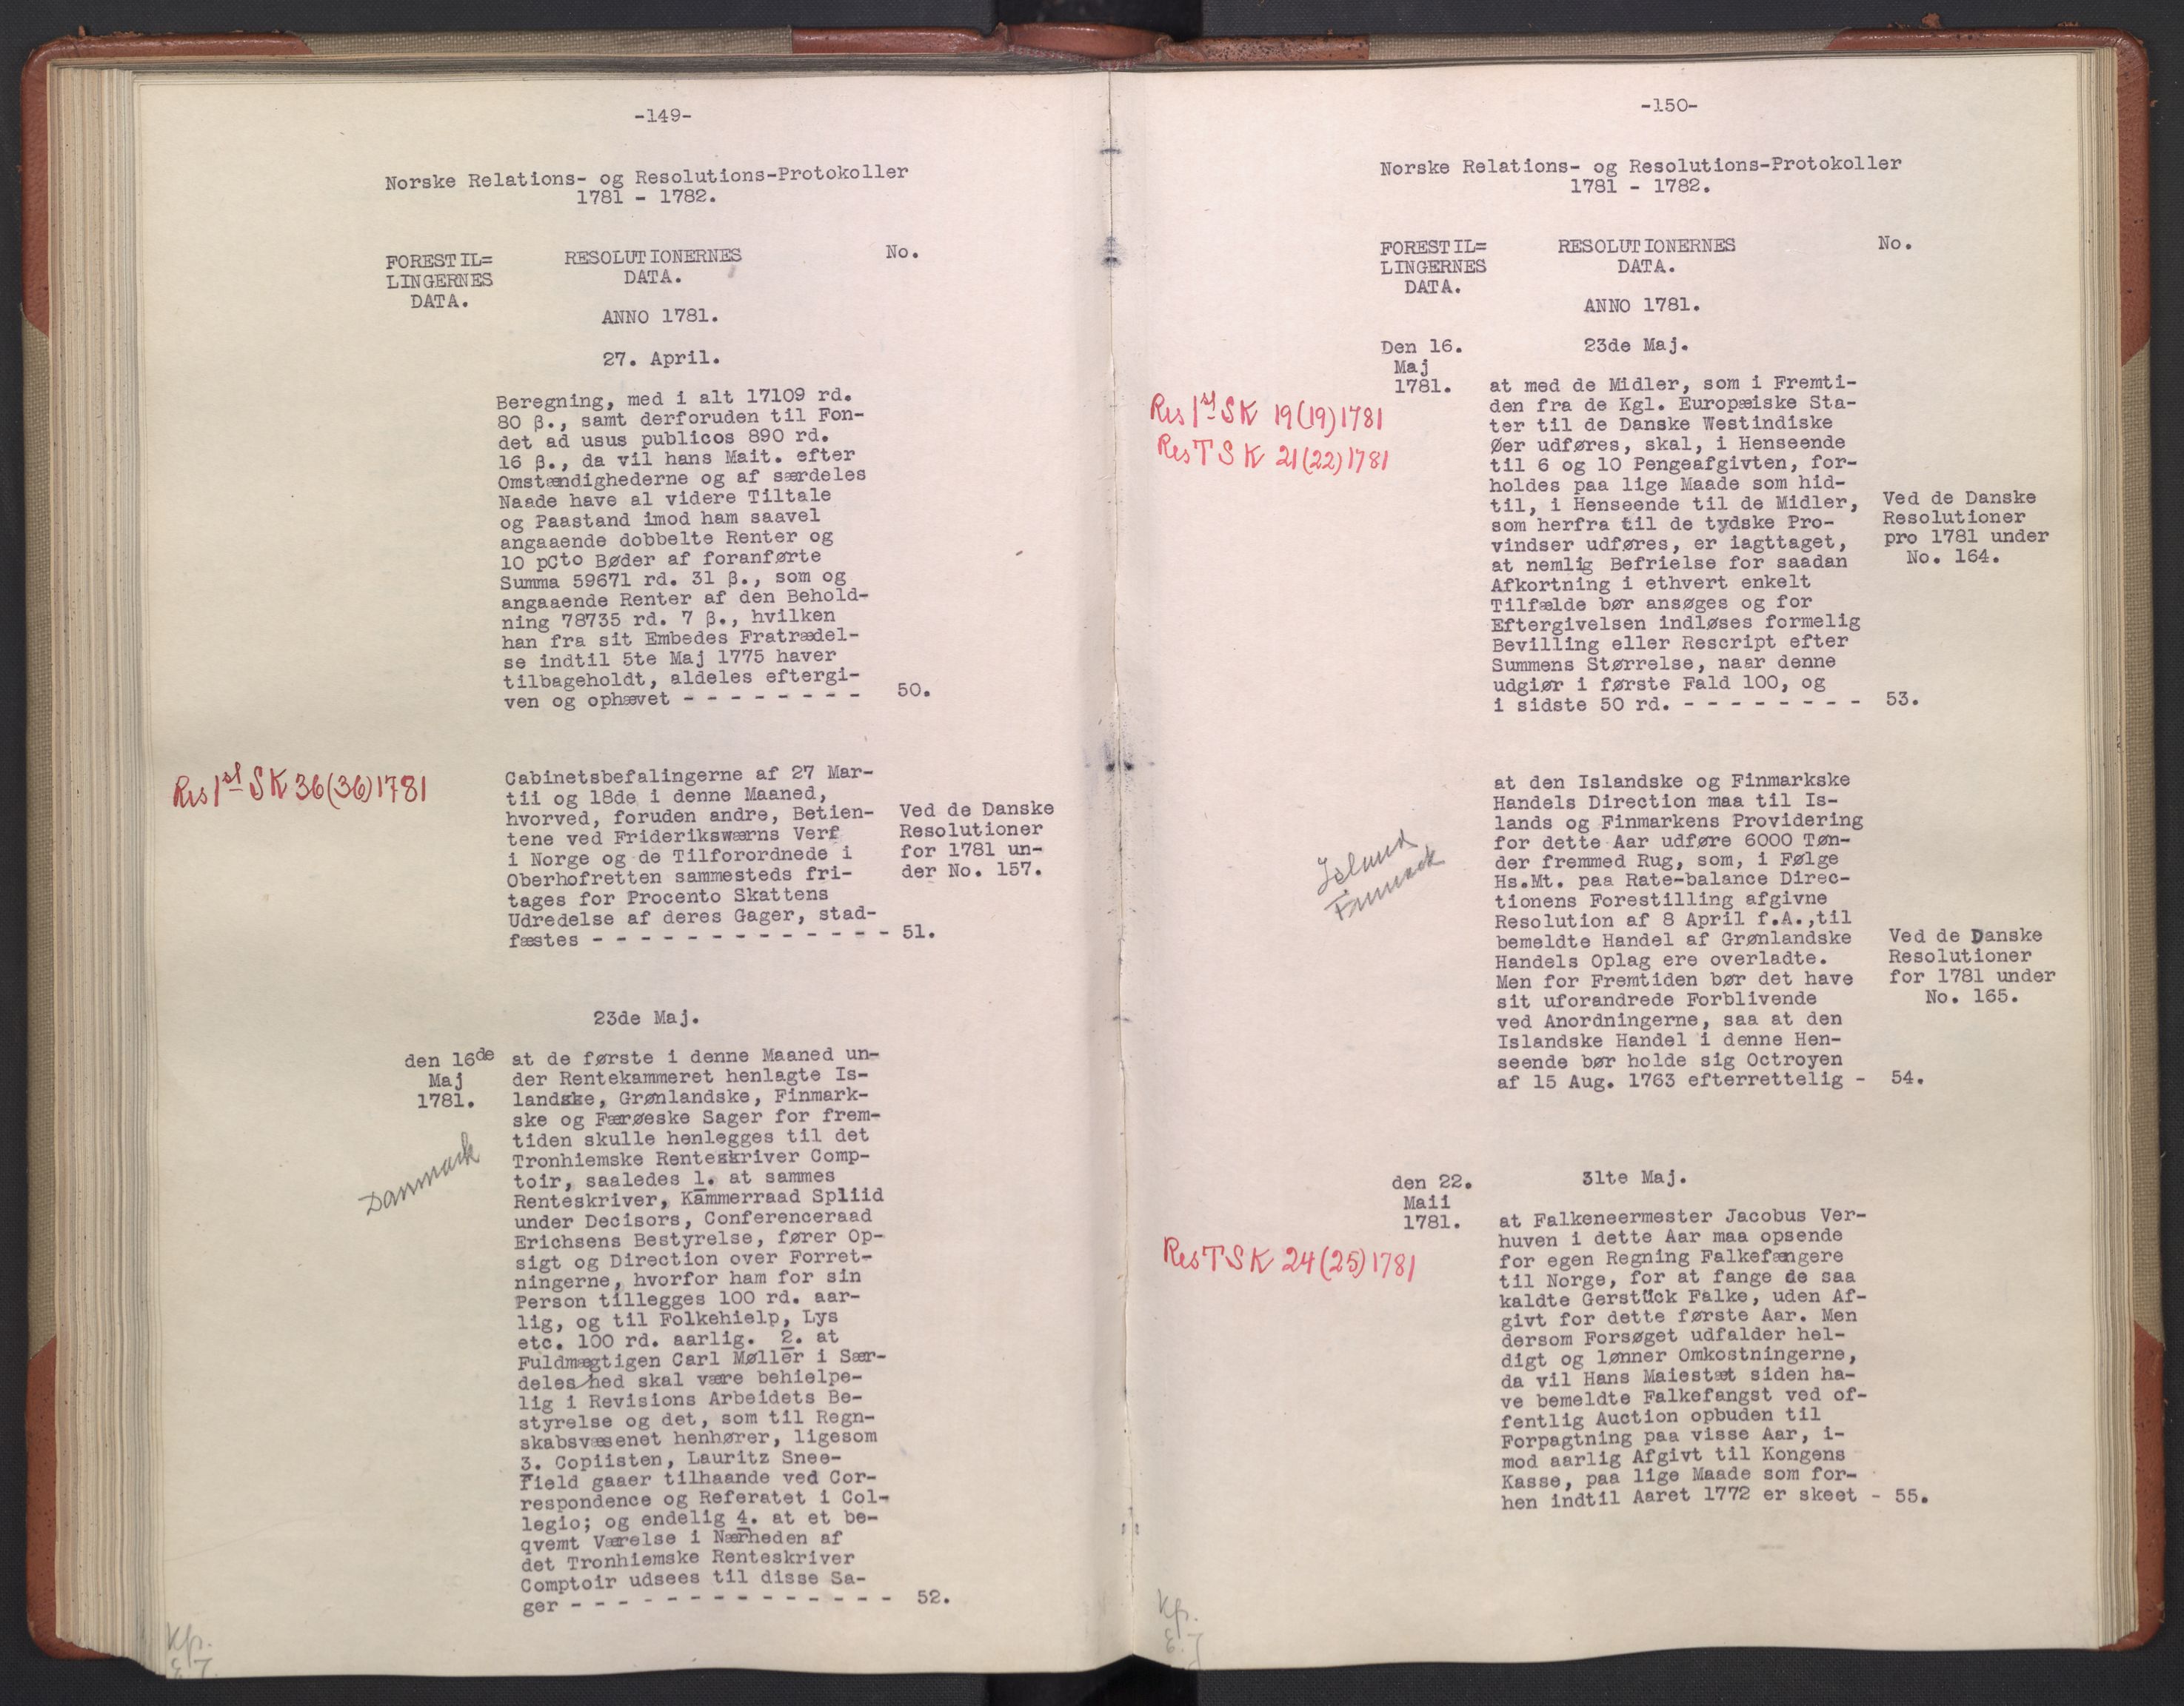 -149-
Norske Relations- og Resolutions-Protokoller
1781 - 1782.
FORESTIL=
LINGERNES
DATA.
RESOLUTIONERNES
DATA.
No.
ANNO 1781.
27. April.
Beregning, med i alt 17109 rd.
80 β., samt derforuden til Fon-
det ad usus publicos 890 rd.
16 β., da vil hans Mait. efter
Omstændighederne og af særdeles
Naade have al videre Tiltale
og Paastand imod ham saavel
angaaende dobbelte Renter og
10 pCto Bøder af foranførte
Summa 59671 rd. 31 β., som og
angaaende Renter af den Behold-
ning 78735 rd. 7 β., hvilken
han fra sit Embedes Fratrædel-
se indtil 5te Maj 1775 haver
tilbageholdt, aldeles eftergi-
ven og ophævet - - - - - - - - 50.
Res 1st SK 36(36)1781
Cabinetsbefalingerne af 27 Mar-
tii og 18de i denne Maaned,
hvorved, foruden andre, Betien-
tene ved Frideriksværns Verf
i Norge og de Tilforordnede i
Oberhofretten sammesteds fri-
tages for Procento Skattens
Udredelse af deres Gager, stad-
fæstes - - - - - - - - - - - - - 51.
Ved de Danske
Resolutioner
for 1781 un-
der No. 157.
23de Maj.
den 16de
Maj
1781.
Danmark
at de første i denne Maaned un-
der Rentekammeret henlagte Is-
landske, Grønlandske, Finmark-
ske og Færøeske Sager for frem-
tiden skulle henlegges til det
Tronhiemske Renteskriver Comp-
toir, saaledes 1. at sammes
Renteskriver, Kammerraad Spliid
under Decisors, Conferenceraad
Erichsens Bestyrelse, fører Op-
sigt og Direction over Forret-
ningerne, hvorfor ham for sin
Person tillegges 100 rd. aar-
lig, og til Folkehielp, Lys
etc. 100 rd. aarlig. 2. at
Fuldmægtigen Carl Møller i Sær-
deleshed skal være behielpe-
lig i Revisions Arbeidets Be-
styrelse og det, som til Regn-
skabsvæsenet henhører, ligesom
3. Copiisten, Lauritz Snee-
field gaaer tilhaande ved Cor-
respondence og Referatet i Col-
legio; og endelig 4. at et be-
qvemt Værelse i Nærheden af
det Tronhiemske Renteskriver
Comptoir udsees til disse Sa-
ger - - - - - - - - - - - - - - 52.
Kfr.
E.J
-150-
Norske Relations- og Resolutions-Protokoller
1781 - 1782.
FORESTIL=
LINGERNES
DATA.
RESOLUTIONERNES
DATA.
No.
ANNO 1781.
Den 16.
Maj
1781.
23de Maj.
Res 1st SK 19(19)1781
Res TSK 21(22)1781
at med de Midler, som i Fremti-
den fra de Kgl. Europæiske Sta-
ter til de Danske Westindiske
Øer udføres, skal, i Henseende
til 6 og 10 Pengeafgivten, for-
holdes paa lige Maade som hid-
til, i Henseende til de Midler,
som herfra til de tydske Pro-
vindser udføres, er iagttaget,
at nemlig Befrielse for saadan
Afkortning i ethvert enkelt
Tilfælde bør ansøges og for
Eftergivelsen indløses formelig
Bevilling eller Rescript efter
Summens Størrelse, naar denne
udgiør i første Fald 100, og
i sidste 50 rd. - - - - - - - - 53.
Ved de Danske
Resolutioner
pro 1781 under
No. 164.
Island
Finmark
at den Islandske og Finmarkske
Handels Direction maa til Is-
lands og Finmarkens Providering
for dette Aar udføre 6000 Tøn-
der fremmed Rug, som, i Følge
Hs.Mt. paa Rate-balance Direc-
tionens Forestilling afgivne
Resolution af 8 April f.A.,til
bemeldte Handel af Grønlandske
Handels Oplag ere overladte.
Men for Fremtiden bør det have
sit uforandrede Forblivende
ved Anordningerne, saa at den
Islandske Handel i denne Hen-
seende bør holde sig Octroyen
af 15 Aug. 1763 efterrettelig - 54.
Ved de Danske
Resolutioner
for 1781 under
No. 165.
den 22.
Maii
1781.
31te Maj.
Res TSK 24(25)1781
at Falkeneermester Jacobus Ver-
huven i dette Aar maa opsende
for egen Regning Falkefængere
til Norge, for at fange de saa
kaldte Gerstück Falke, uden Af-
givt for dette første Aar. Men
dersom Forsøget udfalder hel-
digt og lønner Omkostningerne,
da vil Hans Maiestæt siden ha-
ve bemeldte Falkefangst ved of-
fentlig Auction opbuden til
Forpagtning paa visse Aar, i-
mod aarlig Afgivt til Kongens
Kasse, paa lige Maade som for-
hen indtil Aaret 1772 er skeet - 55.
Kfr.
E.J